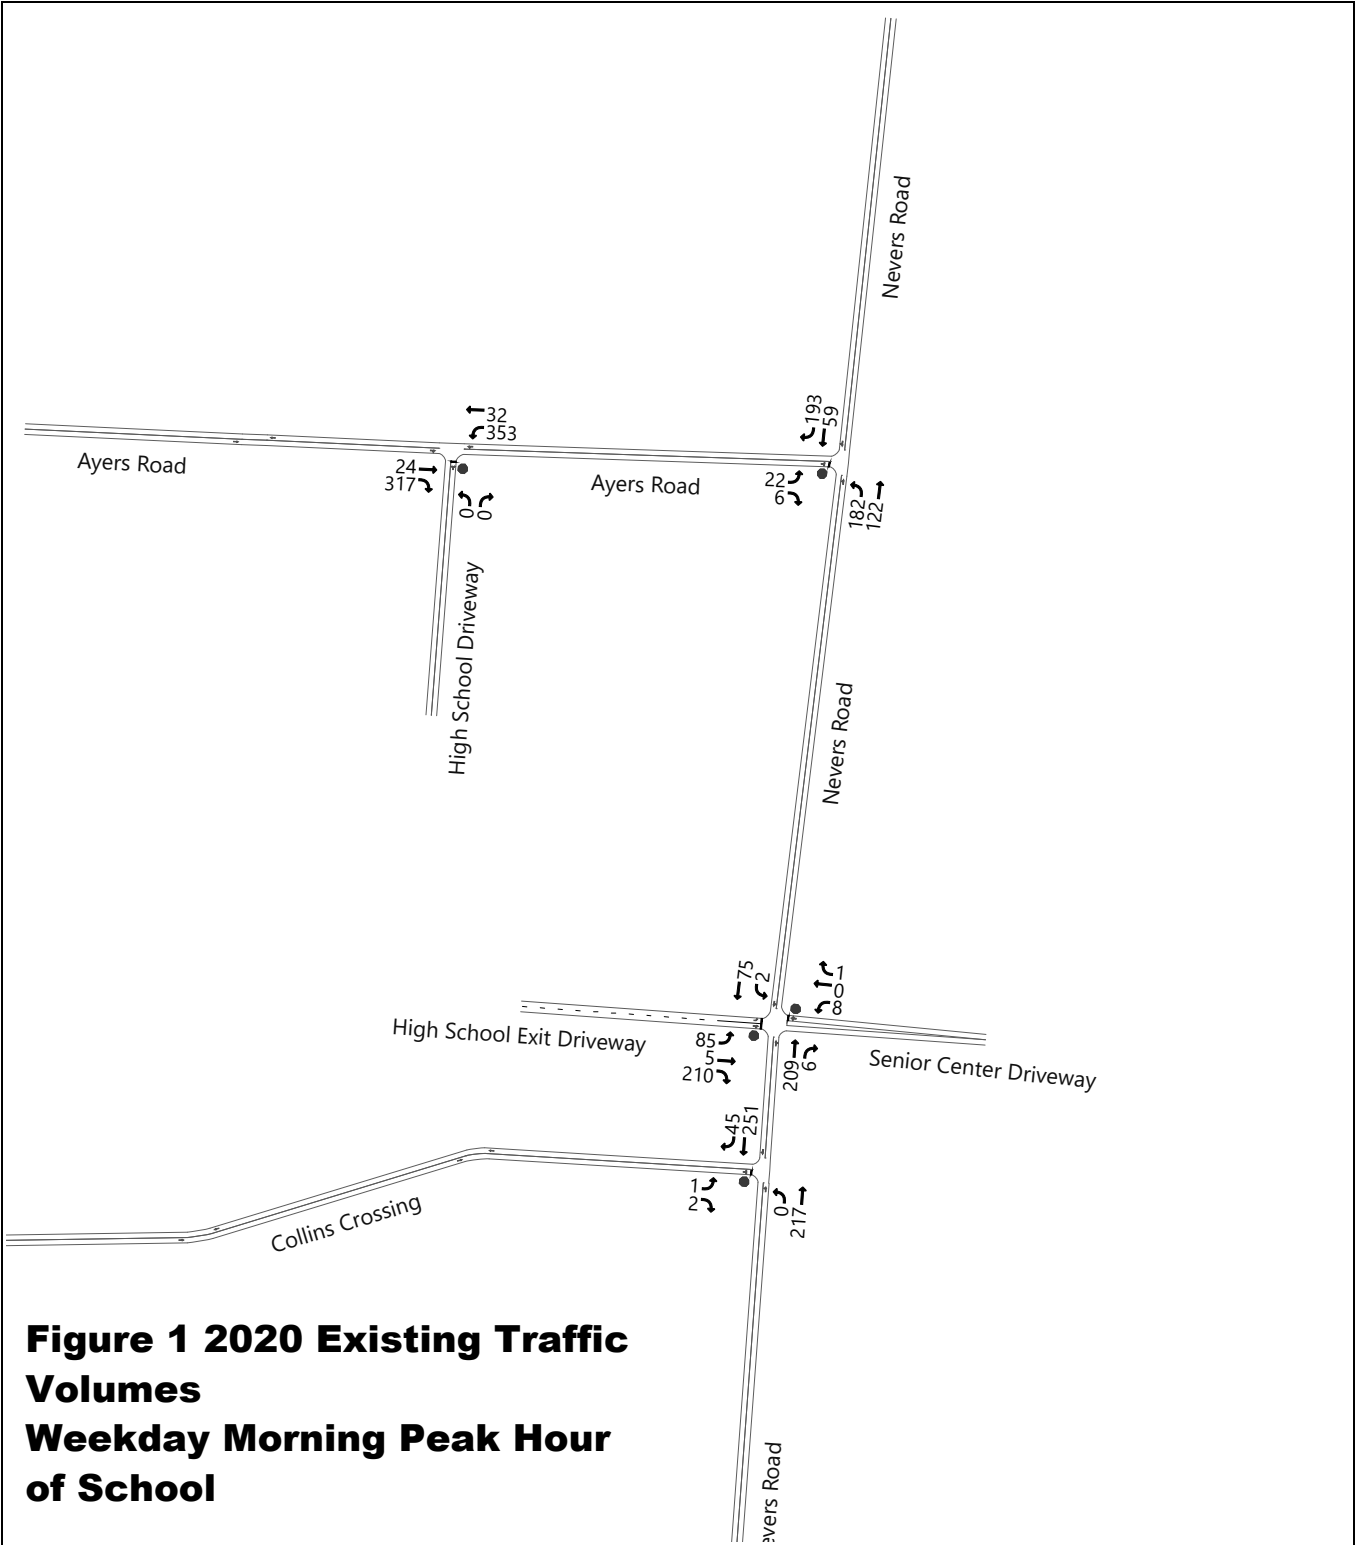 Nevers Road
32
353
193
59
Ayers Road
24
317
0
0
Ayers Road
22
6
182
122
High School Driveway
Nevers Road
75
2
1
0
8
High School Exit Driveway
85
5
210
209
6
Senior Center Driveway
45
251
1
2
0
217
Collins Crossing
Figure 1 2020 Existing Traffic
Volumes
Weekday Morning Peak Hour
of School
evers Road